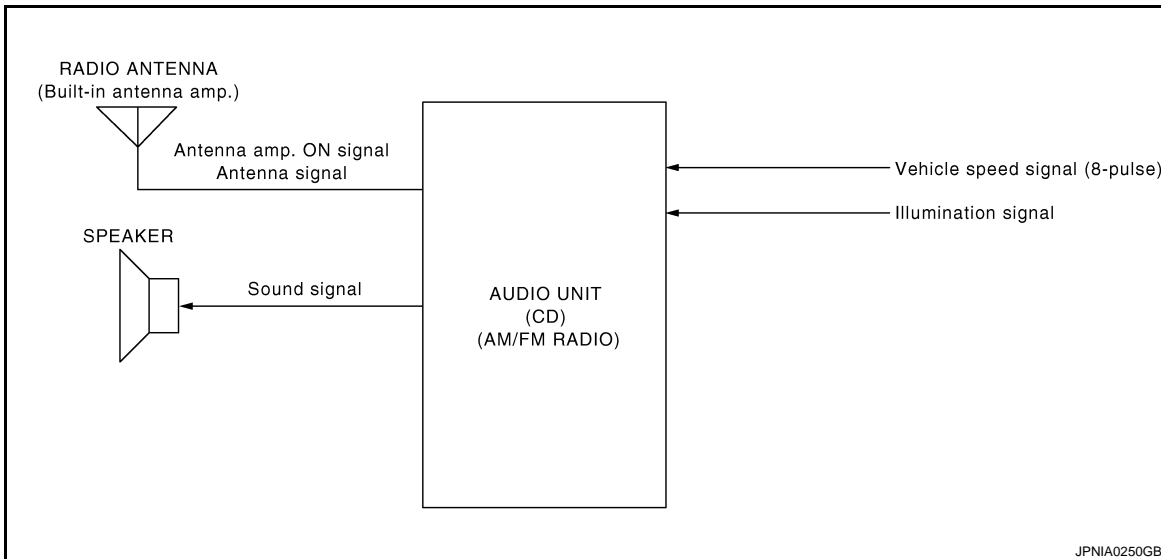 RADIO ANTENNA
(Built-in antenna amp.)
Antenna amp. ON signal
Antenna signal
SPEAKER
Sound signal
AUDIO UNIT
(CD)
(AM/FM RADIO)
Vehicle speed signal (8-pulse)
Illumination signal
JPNIA0250GB